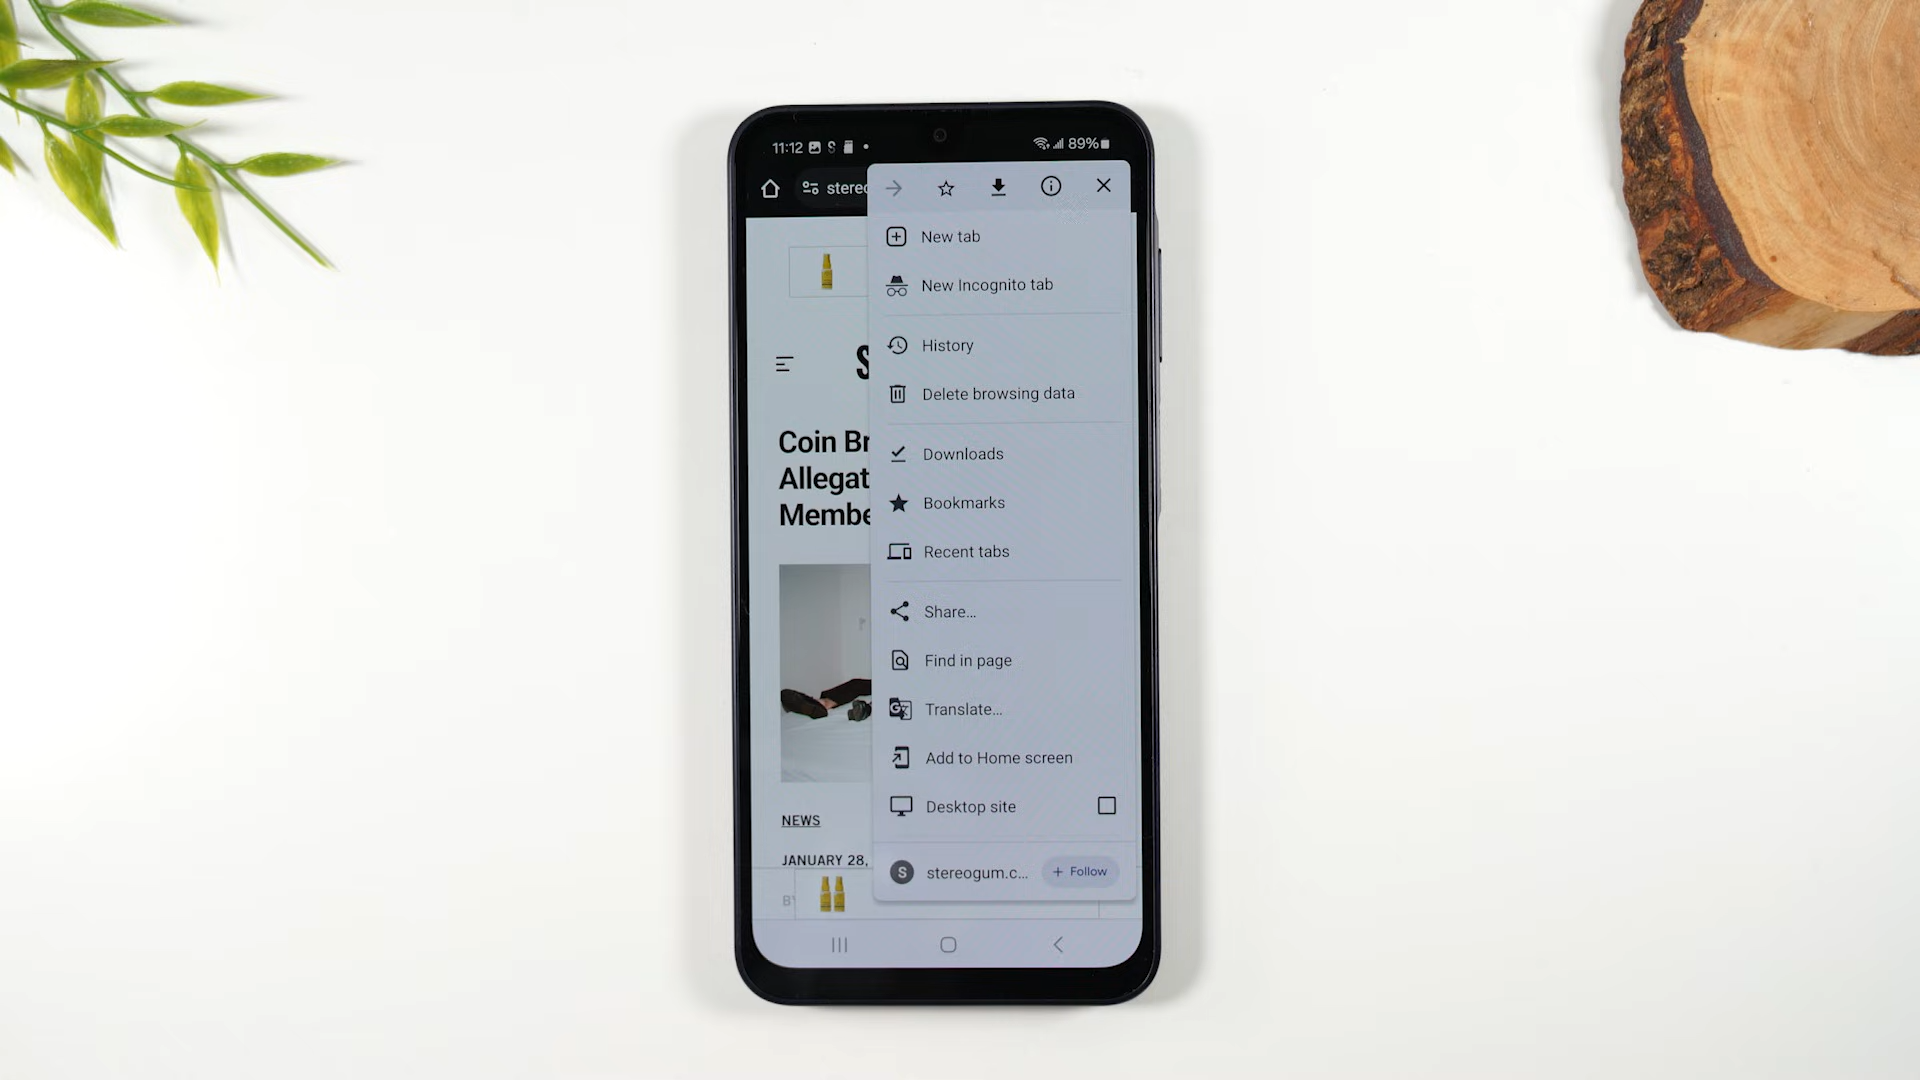 11:12
89%
stereo
New tab
New Incognito tab
History
Delete browsing data
Downloads
Bookmarks
Recent tabs
Share...
Find in page
Translate...
Add to Home screen
Desktop site
S stereogum.c... + Follow
S
Coin Br
Allegat
Membe
NEWS
JANUARY 28,
BY